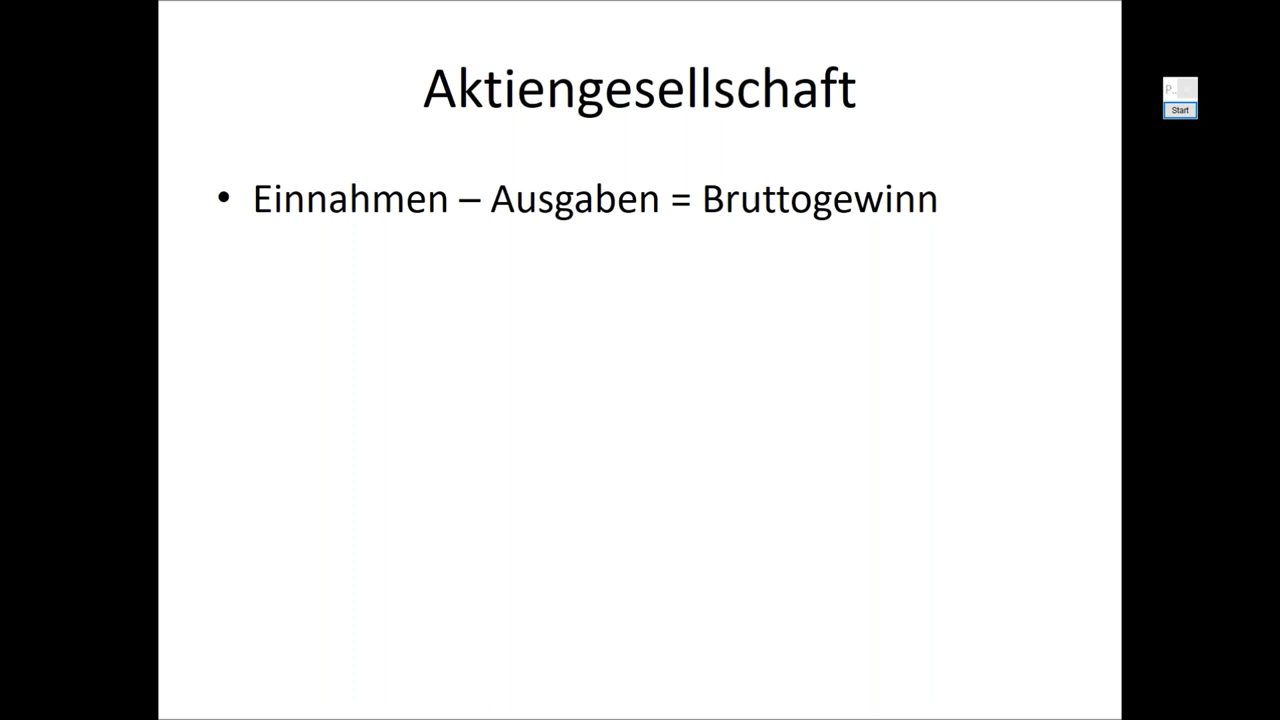 Aktiengesellschaft
• Einnahmen – Ausgaben = Bruttogewinn
P..
Start